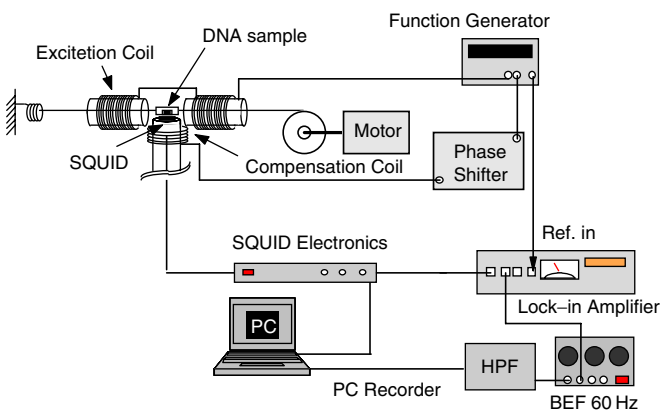 Function Generator
DNA sample
Excitetion Coil
Motor
SQUID
Compensation Coil
Phase
Shifter
Ref. in
SQUID Electronics
Lock–in Amplifier
PC
HPF
PC Recorder
BEF 60 Hz